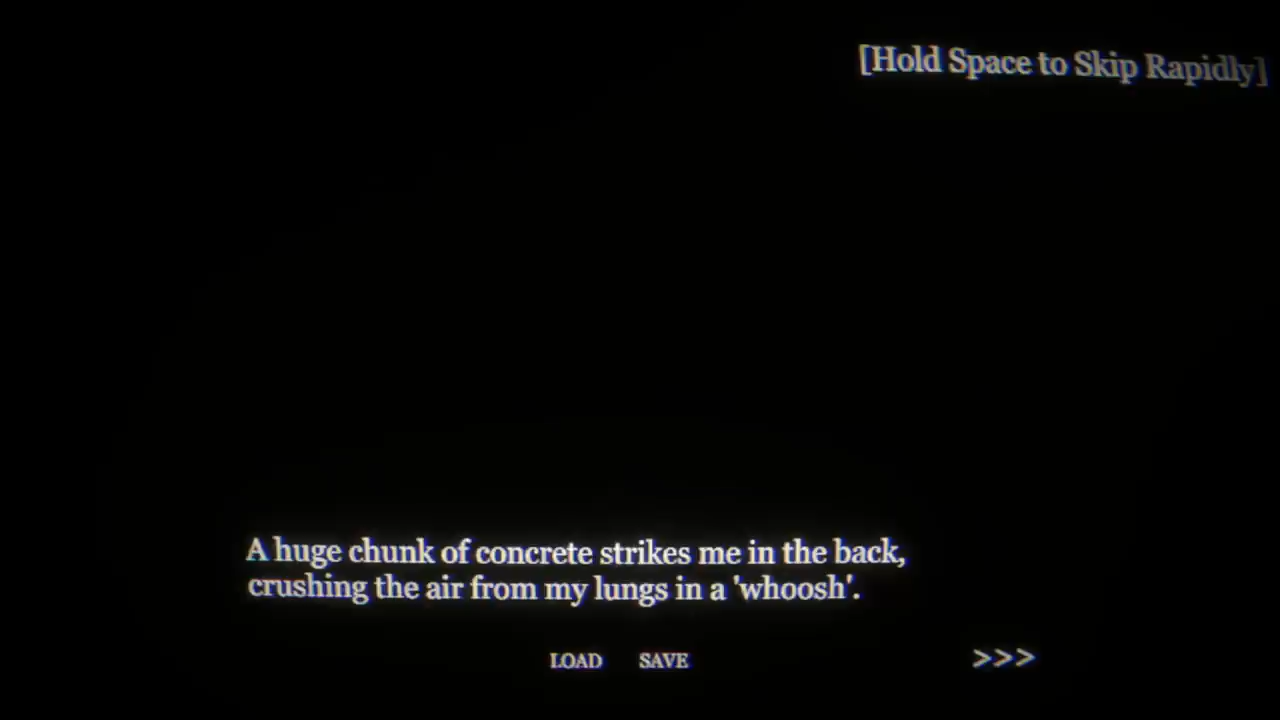 [Hold Space to Skip Rapidly]
A huge chunk of concrete strikes me in the back,
crushing the air from my lungs in a 'whoosh'.
LOAD SAVE >>>